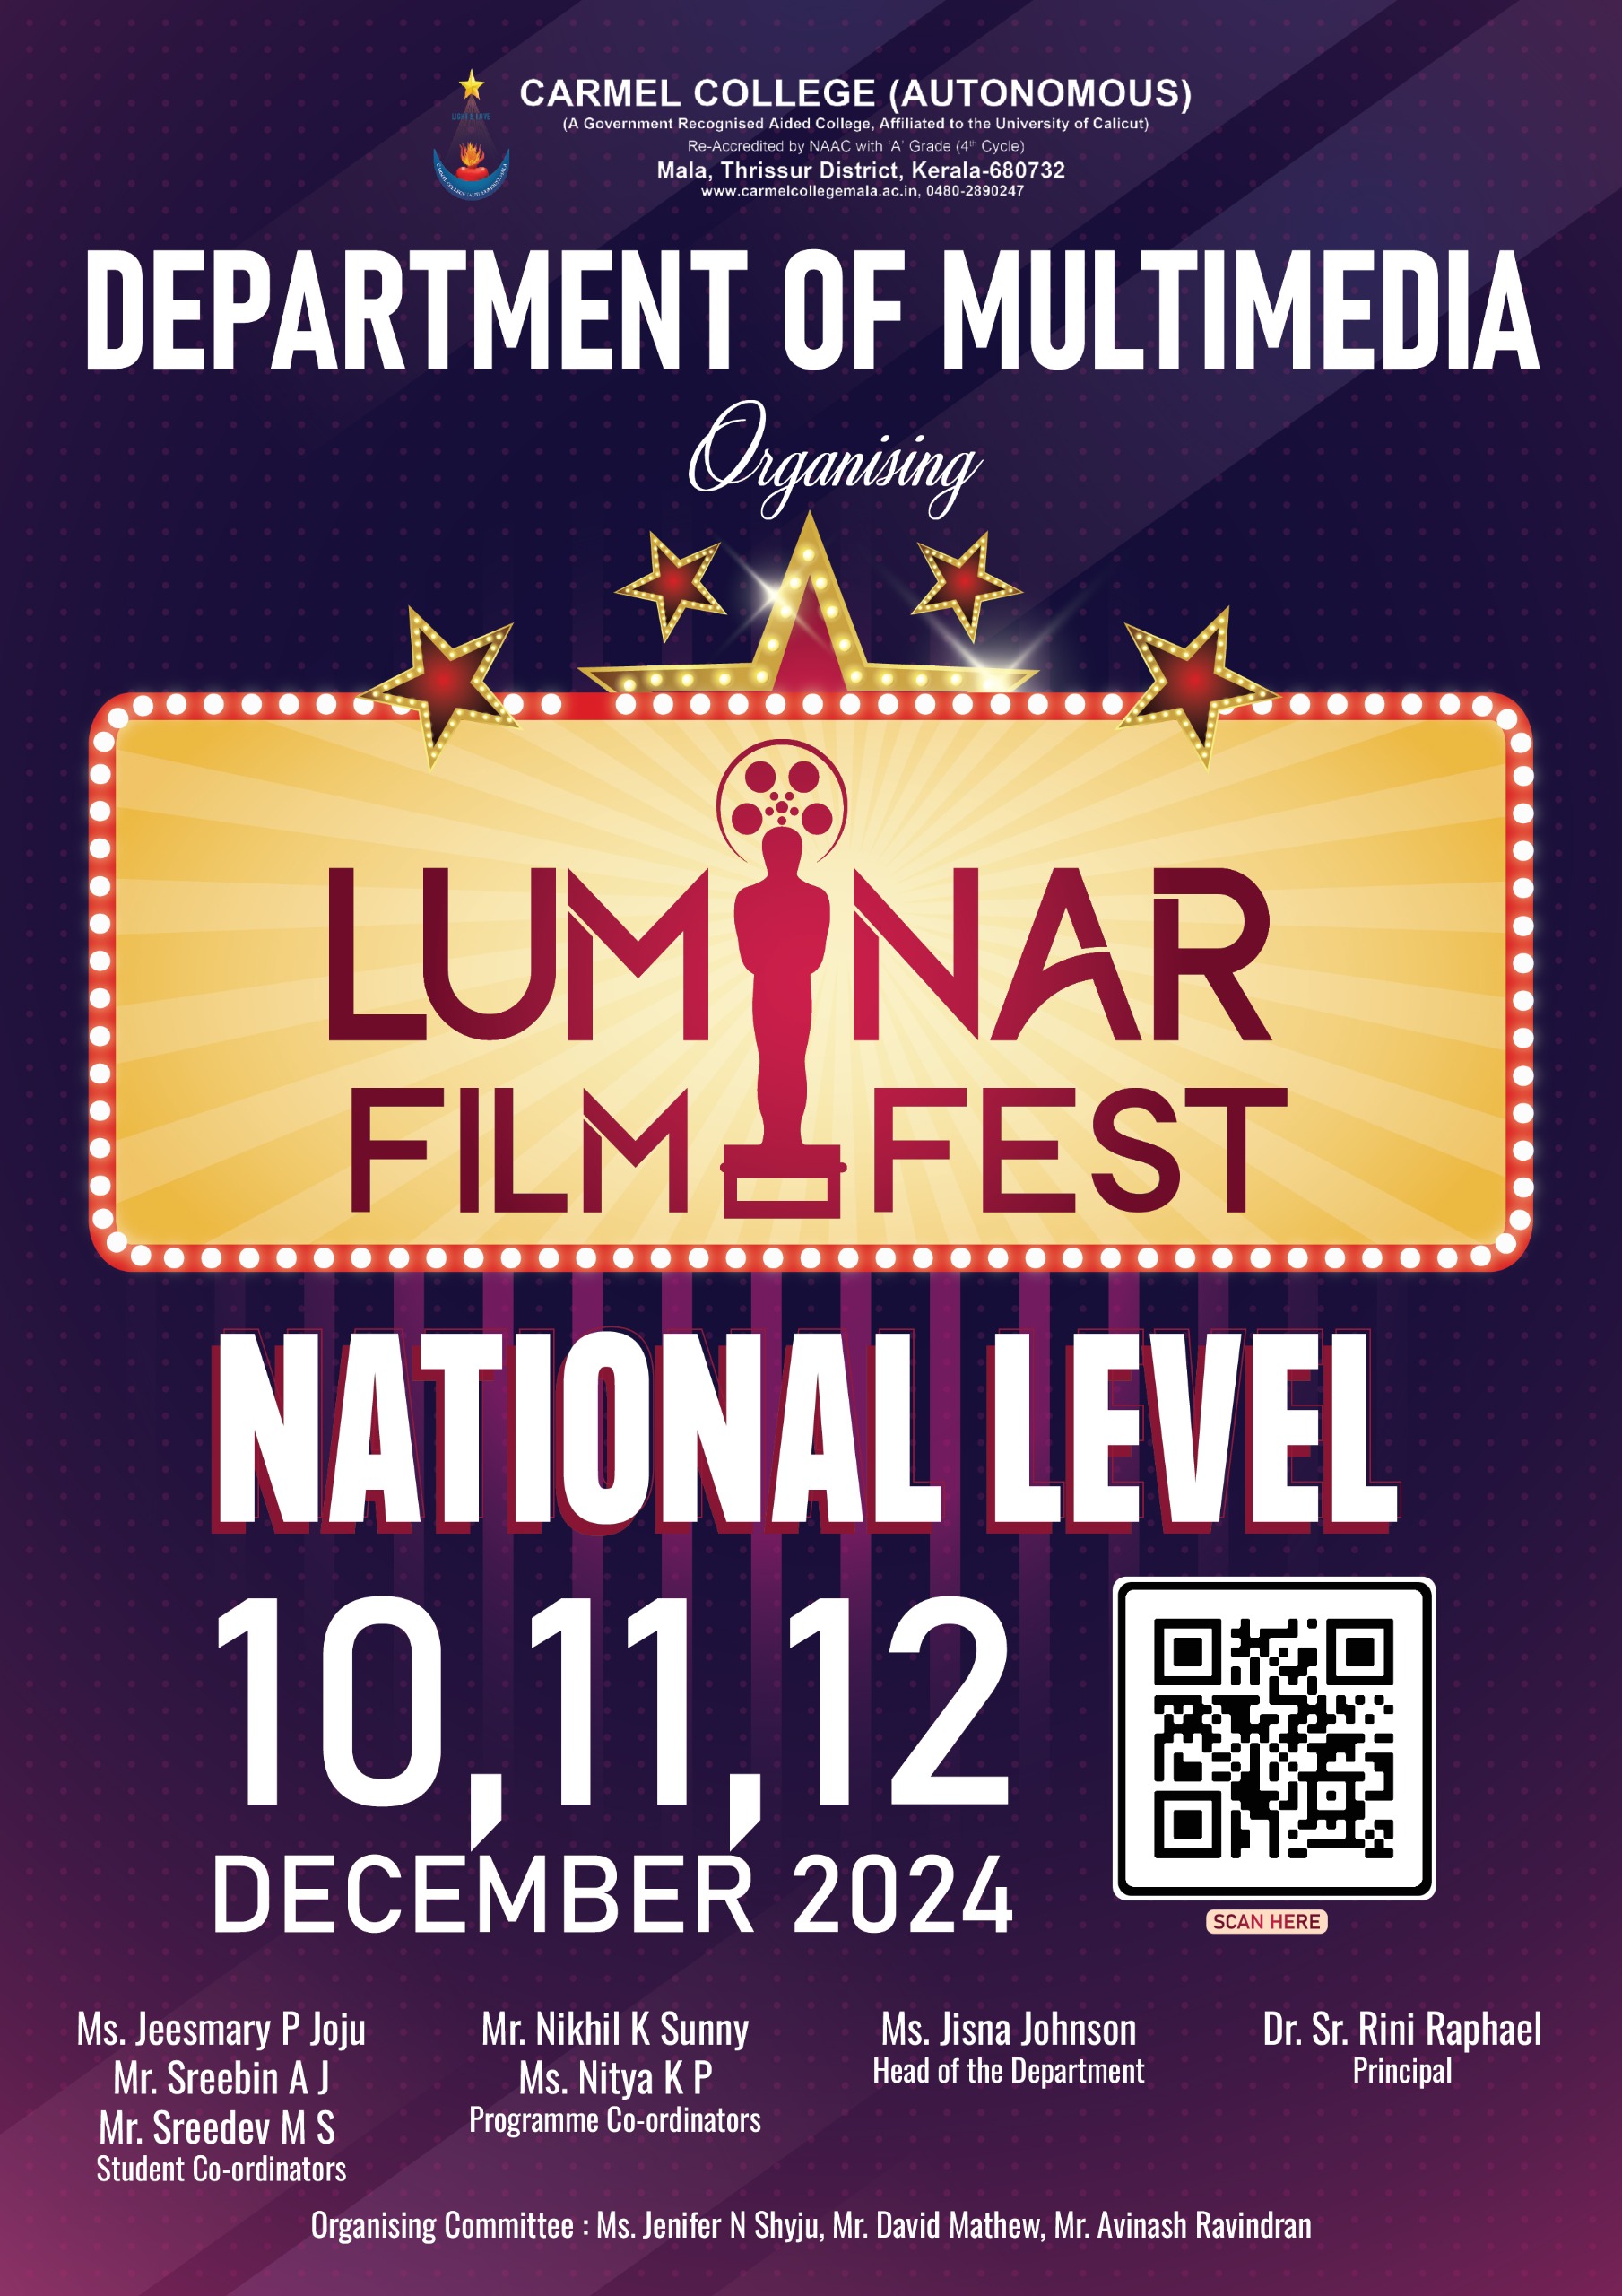 CARMEL COLLEGE (AUTONOMOUS)
(A Government Recognised Aided College, Affiliated to the University of Calicut)
Re-Accredited by NAAC with 'A' Grade (4th Cycle)
Mala, Thrissur District, Kerala-680732
www.carmelcollegemala.ac.in, 0480-2890247
LIGHT & LOVE
DEPARTMENT OF MULTIMEDIA
Organising
LUMINAR
FILM FEST
NATIONAL LEVEL
10,11,12
DECEMBER 2024
SCAN HERE
Ms. Jeesmary P Joju
Mr. Sreebin A J
Mr. Sreedev M S
Student Co-ordinators
Mr. Nikhil K Sunny
Ms. Nitya K P
Programme Co-ordinators
Ms. Jisna Johnson
Head of the Department
Dr. Sr. Rini Raphael
Principal
Organising Committee : Ms. Jenifer N Shyju, Mr. David Mathew, Mr. Avinash Ravindran